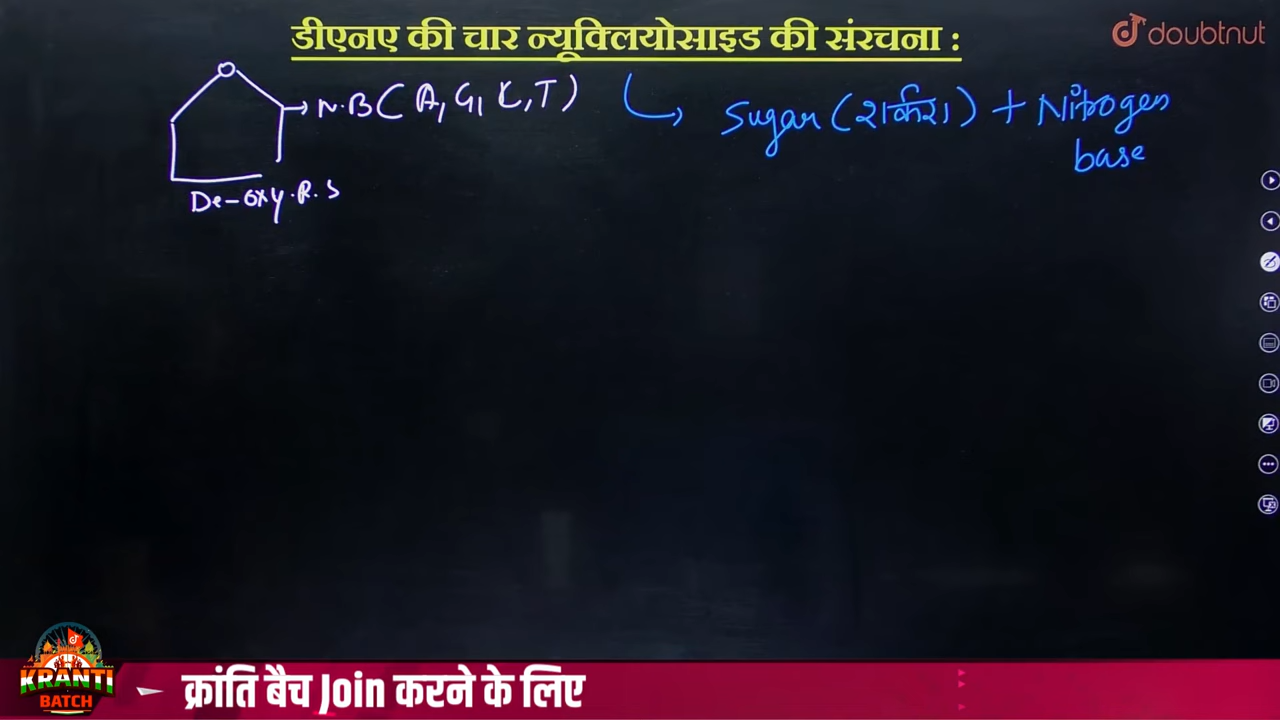 डीएनए की चार न्यूक्लियोसाइड की संरचना :
doubtnut
N.B ( A, G, C, T )
Sugar (शर्करा) + Nitrogen
base
De-oxy.R.S
KRANTI
BATCH
क्रांति बैच Join करने के लिए